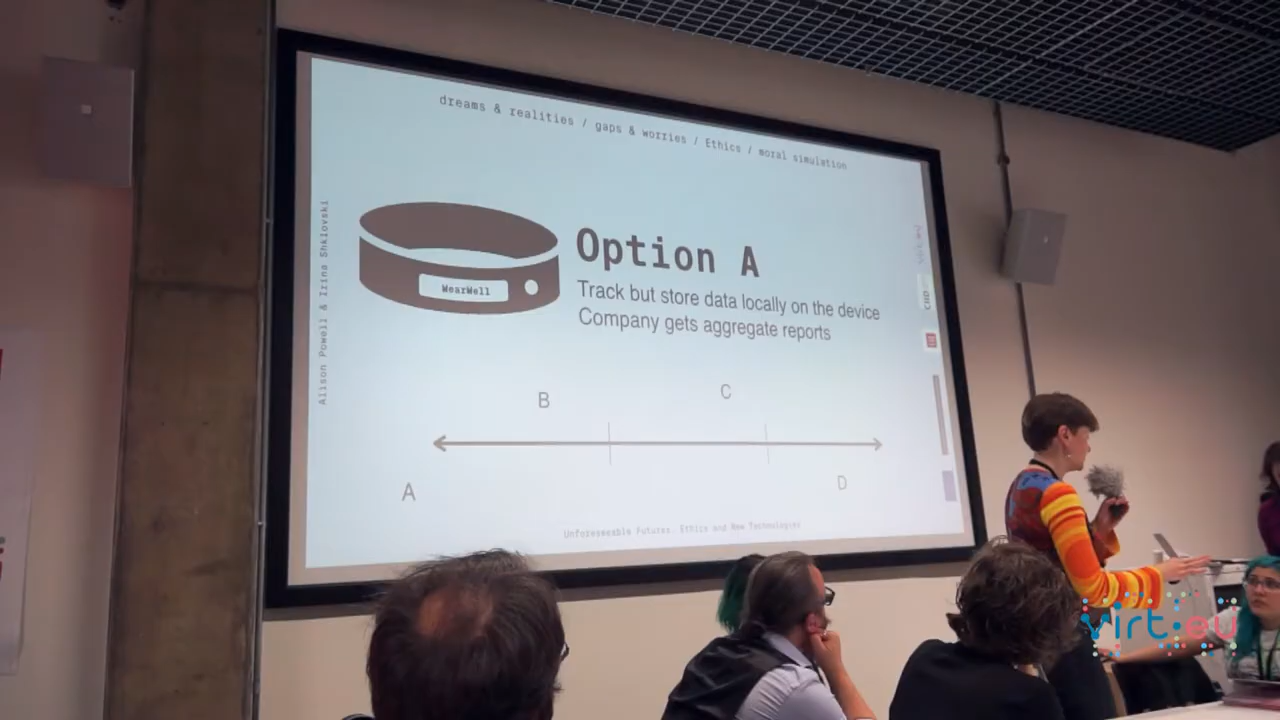 dreams & realities / gaps & worries / Ethics / moral simulation
Alison Powell & Irina Shklovski
WearWell
Option A
Track but store data locally on the device
Company gets aggregate reports
B
C
A
D
Unforeseeable Futures: Ethics and New Technologies
virt:eu